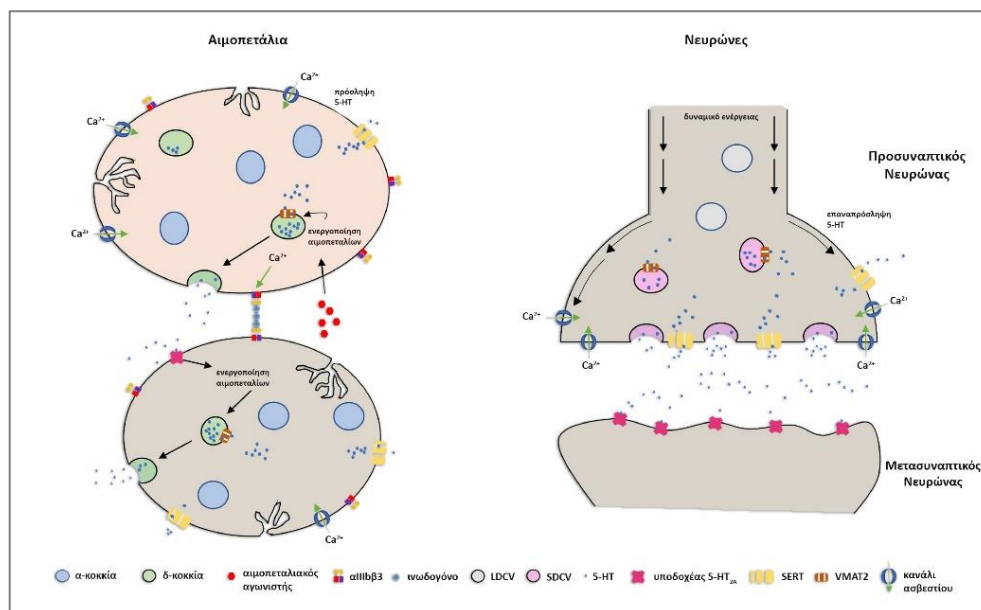 Αιμοπετάλια
Νευρώνες
Ca²⁺
πρόσληψη
5-HT
Ca²⁺
Ca²⁺
ενεργοποίηση
αιμοπεταλίων
Ca²⁺
ενεργοποίηση
αιμοπεταλίων
Ca²⁺
δυναμικό ενέργειας
Προσυναπτικός
Νευρώνας
επαναπρόσληψη
5-HT
Ca²⁺
Ca²⁺
Ca²⁺
Ca²⁺
Μετασυναπτικός
Νευρώνας
α-κοκκία
δ-κοκκία
αιμοπεταλιακός
αγωνιστής
αIIbβ3
ινωδογόνο
LDCV
SDCV
5-HT
υποδοχέας 5-HT₂ₐ
SERT
VMAT2
κανάλι
ασβεστίου